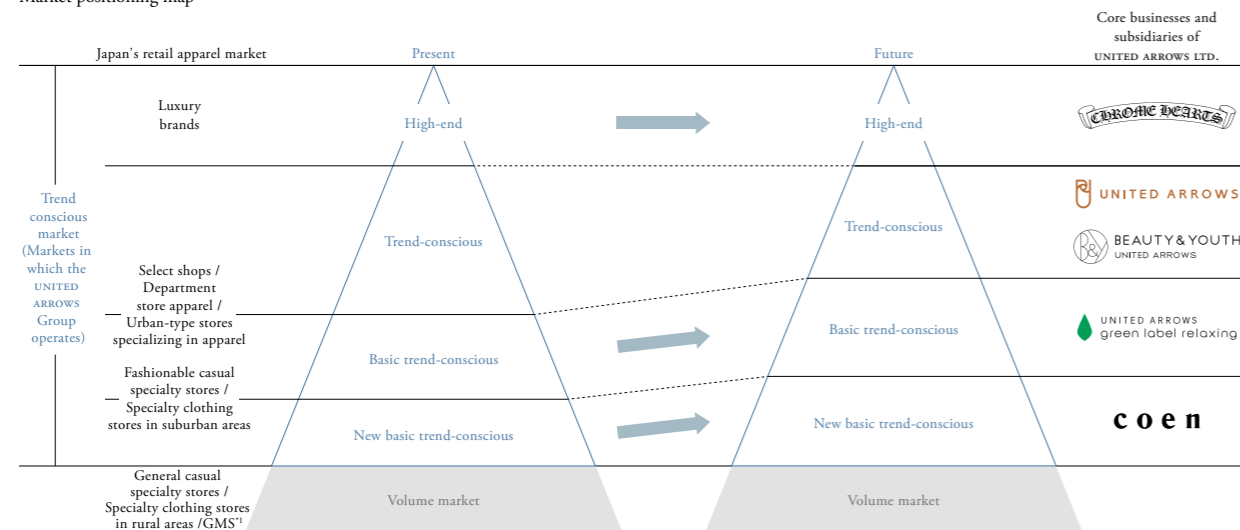 Market positioning map
Core businesses and
subsidiaries of
UNITED ARROWS LTD.
Japan's retail apparel market
Present
Future
Luxury
brands
High-end
High-end
CHROME HEARTS
Trend
conscious
market
(Markets in
which the
UNITED
ARROWS
Group
operates)
UNITED ARROWS
Trend-conscious
Trend-conscious
B&Y
BEAUTY&YOUTH
UNITED ARROWS
Select shops /
Department
store apparel /
Urban-type stores
specializing in apparel
Basic trend-conscious
Basic trend-conscious
UNITED ARROWS
green label relaxing
Fashionable casual
specialty stores /
Specialty clothing
stores in suburban areas
New basic trend-conscious
New basic trend-conscious
coen
General casual
specialty stores /
Specialty clothing stores
in rural areas /GMS*1
Volume market
Volume market